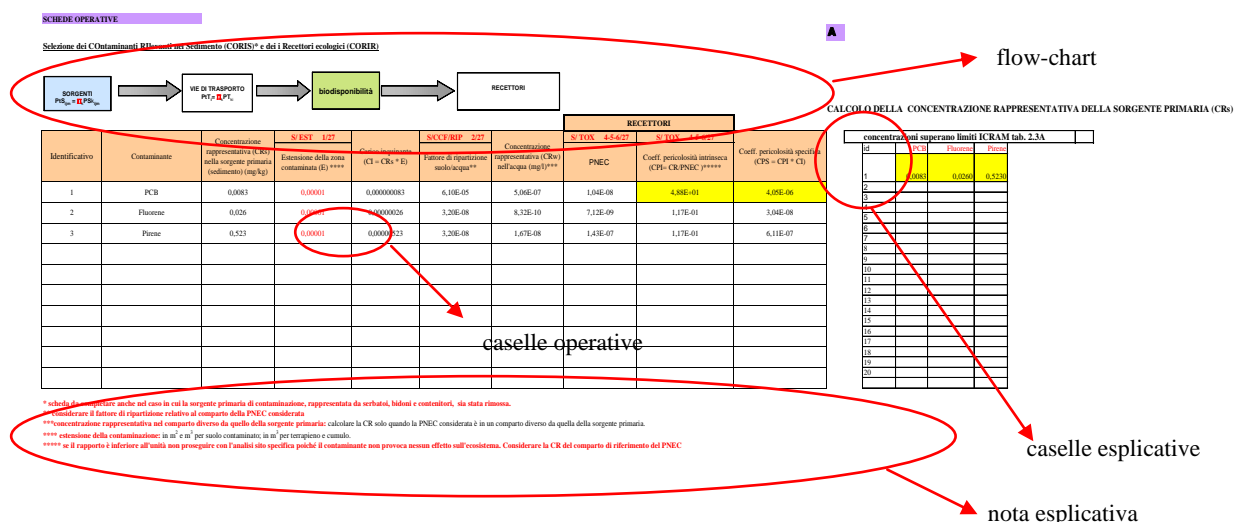 SCHEDE OPERATIVE
A
Selezione dei COntaminanti RIlevanti nel Sedimento (CORIS)* e dei i Recettori ecologici (CORIR)
flow-chart
SORGENTI
VIE DI TRASPORTO
biodisponibilità
RECETTORI
CALCOLO DELLA CONCENTRAZIONE RAPPRESENTATIVA DELLA SORGENTE PRIMARIA (CRs)
RECETTORI
Identificativo
Contaminante
Concentrazione rappresentativa (CRs) nella sorgente primaria (sedimento) (mg/kg)
S/ EST 1/27
Estensione della zona contaminata (E) ****
Carico inquinante (CI = CRs * E)
S/CCF/RIP 2/27
Fattore di ripartizione suolo/acqua**
Concentrazione rappresentativa (CRw) nell'acqua (mg/l)***
S/ TOX 4-5-6/27
PNEC
S/ TOX 4-5-6/27
Coeff. pericolosità intrinseca (CPI= CR/PNEC )*****
Coeff. pericolosità specifica (CPS = CPI * CI)
1 PCB 0,0083 0,00001 0,000000083 6,10E-05 5,06E-07 1,04E-08 4,88E+01 4,05E-06
2 Fluorene 0,026 0,00001 0,00000026 3,20E-08 8,32E-10 7,12E-09 1,17E-01 3,04E-08
3 Pirene 0,523 0,00001 0,00000523 3,20E-08 1,67E-08 1,43E-07 1,17E-01 6,11E-07
concentrazioni superano limiti ICRAM tab. 2.3A
id PCB Fluorene Pirene
1 0,0083 0,0260 0,5230
2
3
4
5
6
7
8
9
10
11
12
13
14
15
16
17
18
19
20
caselle operative
* scheda da completare anche nel caso in cui la sorgente primaria di contaminazione, rappresentata da serbatoi, bidoni e contenitori, sia stata rimossa.
** considerare il fattore di ripartizione relativo al comparto della PNEC considerata
***concentrazione rappresentativa nel comparto diverso da quello della sorgente primaria: calcolare la CR solo quando la PNEC considerata è in un comparto diverso da quella della sorgente primaria.
**** estensione della contaminazione: in m² e m³ per suolo contaminato; in m³ per terrapieno e cumulo.
***** se il rapporto è inferiore all'unità non proseguire con l'analisi sito specifica poiché il contaminante non provoca nessun effetto sull'ecosistema. Considerare la CR del comparto di riferimento del PNEC
caselle esplicative
nota esplicativa